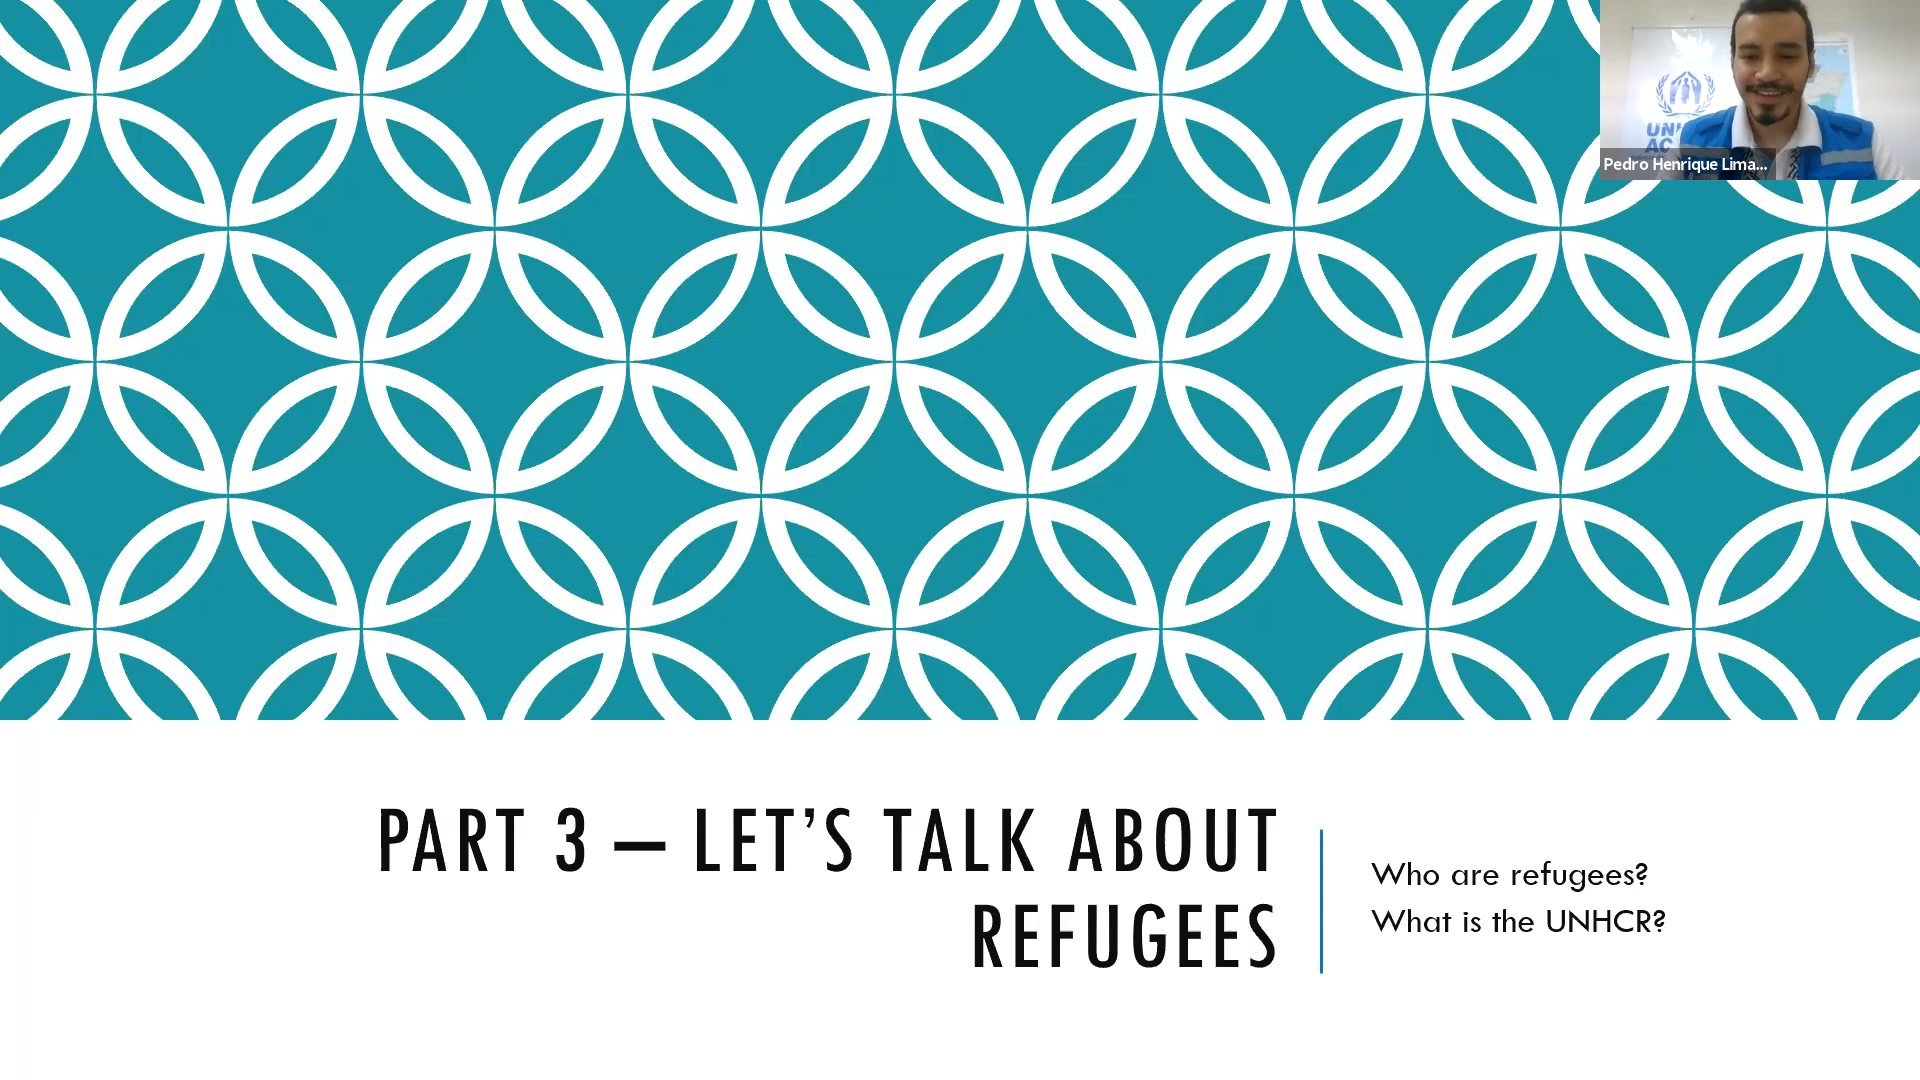 Pedro Henrique Lima...
PART 3 – LET’S TALK ABOUT
REFUGEES
Who are refugees?
What is the UNHCR?